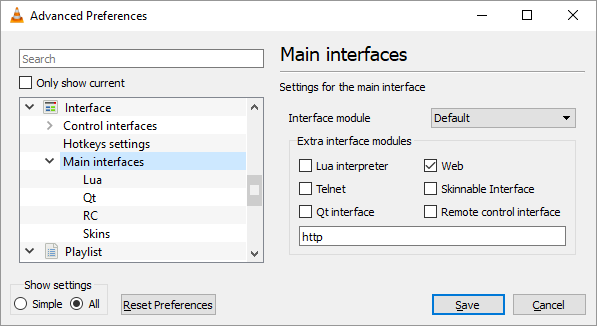 Advanced Preferences
Search
Only show current
Interface
Control interfaces
Hotkeys settings
Main interfaces
Lua
Qt
RC
Skins
Playlist
Main interfaces
Settings for the main interface
Interface module Default
Extra interface modules
Lua interpreter Web
Telnet Skinnable Interface
Qt interface Remote control interface
http
Show settings
Simple All
Reset Preferences
Save Cancel